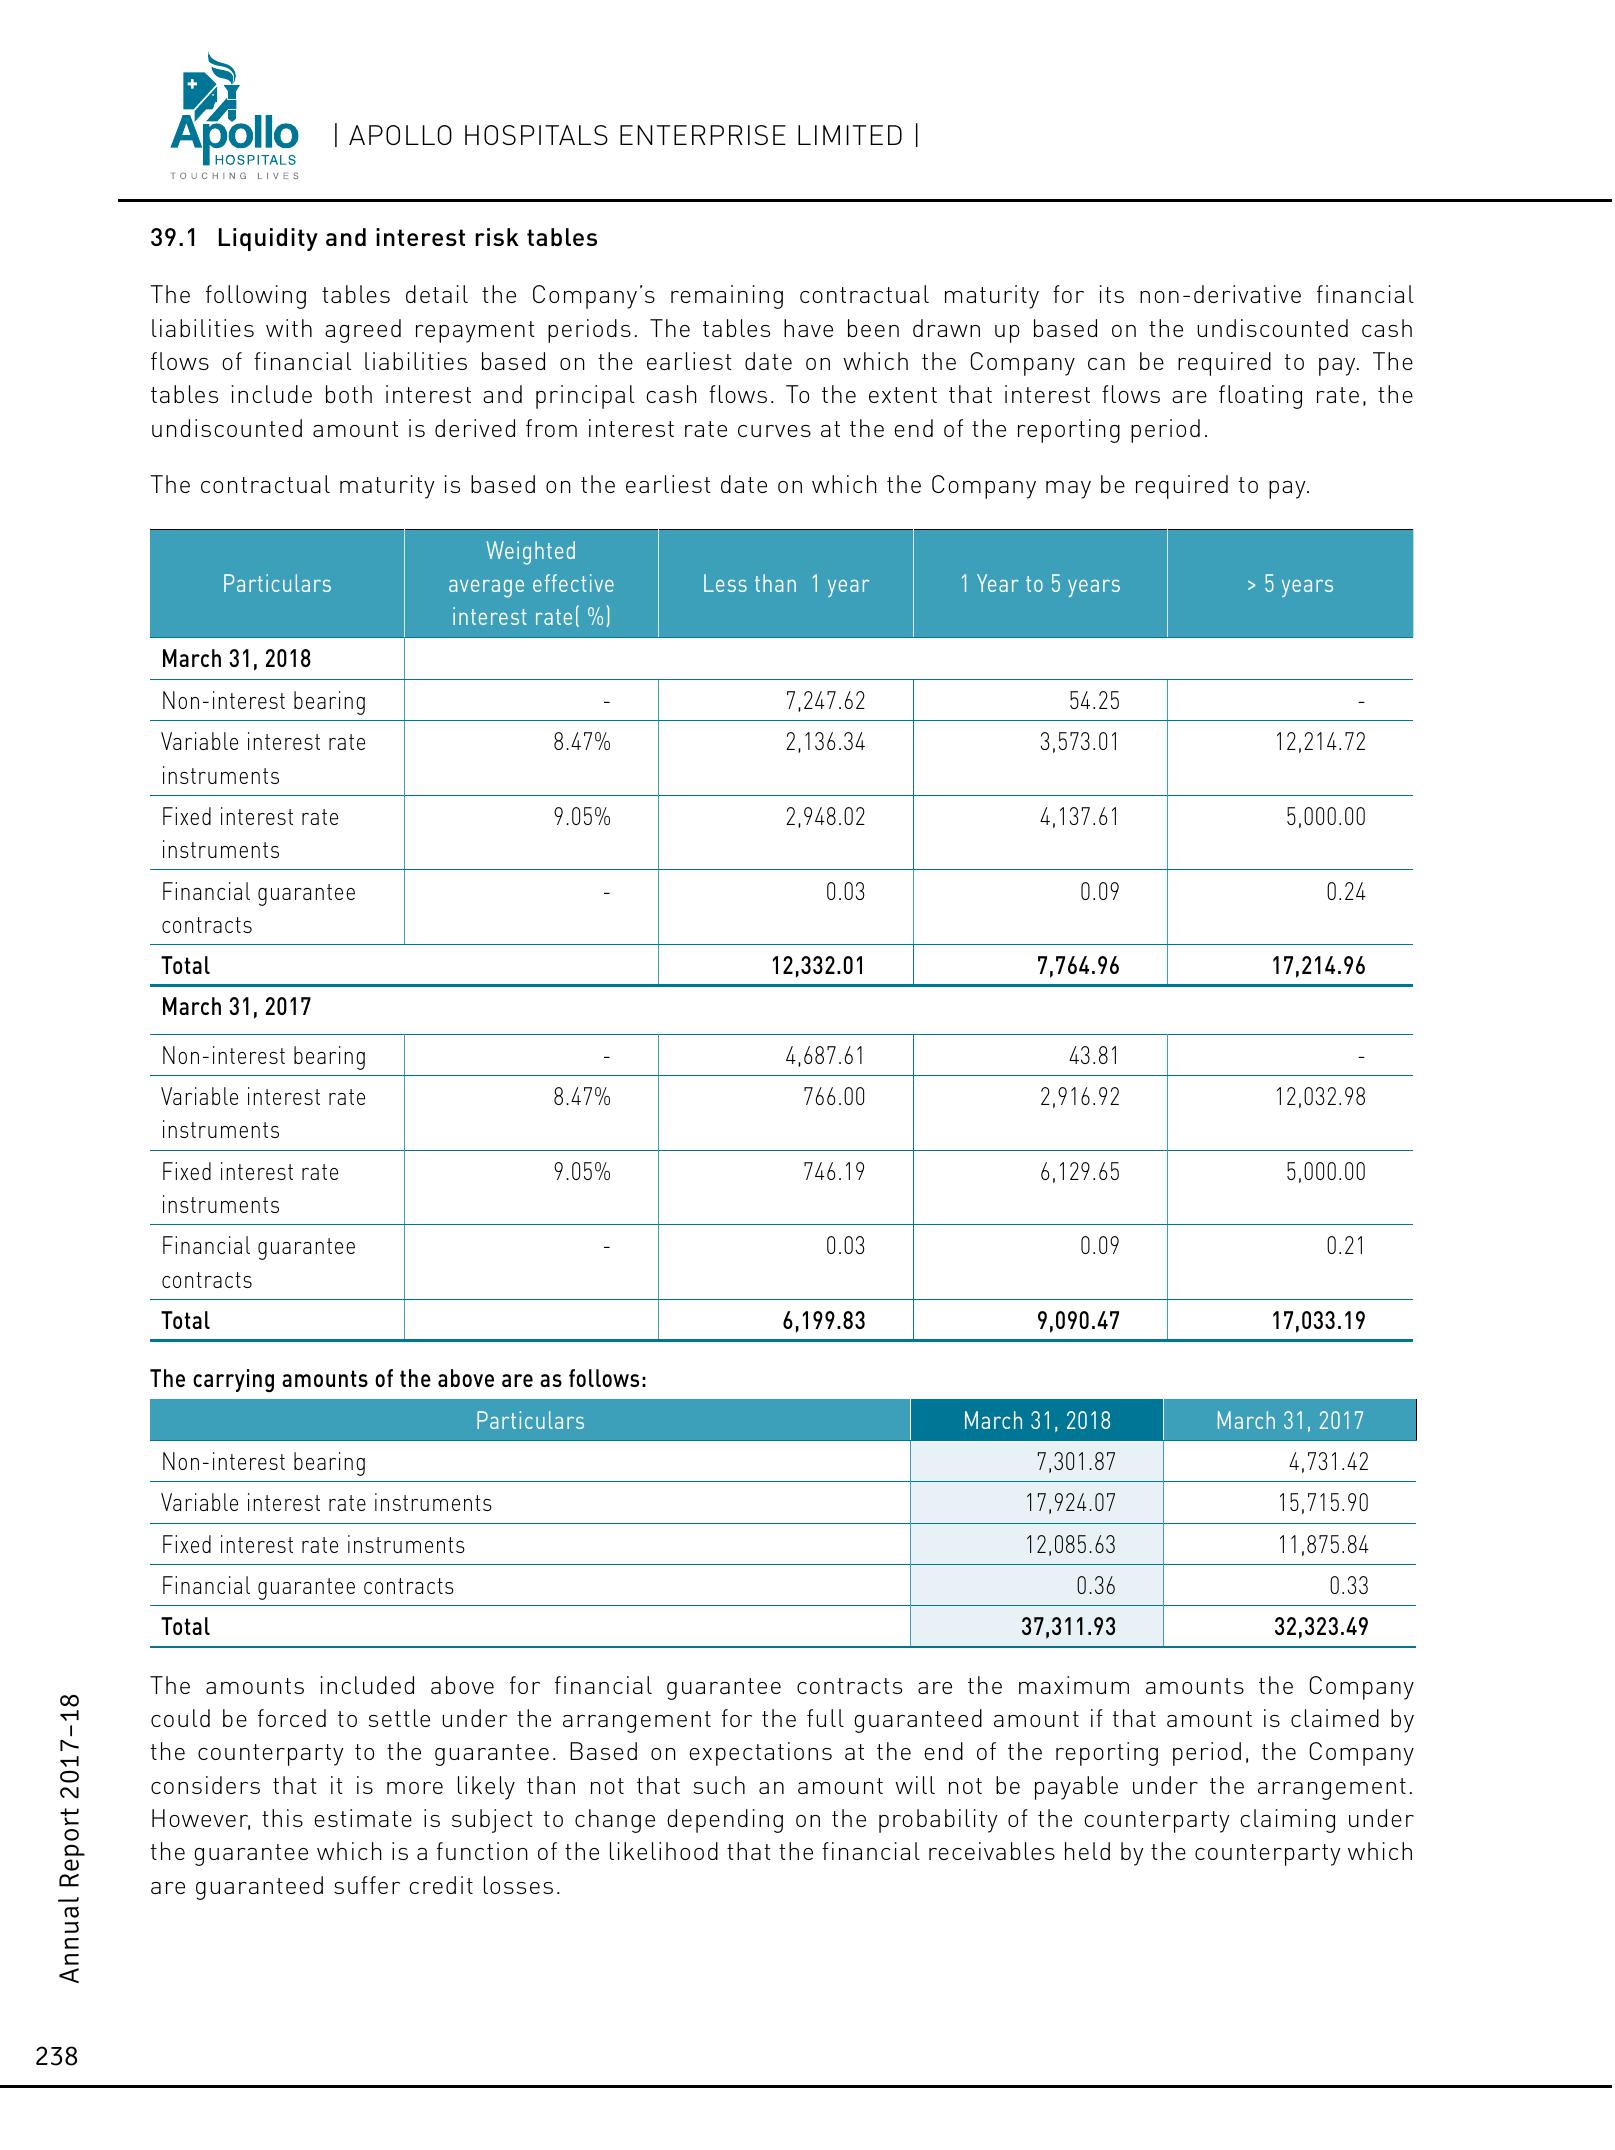 Apollo
HOSPITALS
TOUCHING LIVES
| APOLLO HOSPITALS ENTERPRISE LIMITED |
39.1 Liquidity and interest risk tables
The following tables detail the Company’s remaining contractual maturity for its non-derivative financial
liabilities with agreed repayment periods. The tables have been drawn up based on the undiscounted cash
flows of financial liabilities based on the earliest date on which the Company can be required to pay. The
tables include both interest and principal cash flows. To the extent that interest flows are floating rate, the
undiscounted amount is derived from interest rate curves at the end of the reporting period.
The contractual maturity is based on the earliest date on which the Company may be required to pay.
Particulars Weighted average effective interest rate( %) Less than 1 year 1 Year to 5 years > 5 years
March 31, 2018
Non-interest bearing - 7,247.62 54.25 -
Variable interest rate instruments 8.47% 2,136.34 3,573.01 12,214.72
Fixed interest rate instruments 9.05% 2,948.02 4,137.61 5,000.00
Financial guarantee contracts - 0.03 0.09 0.24
Total 12,332.01 7,764.96 17,214.96
March 31, 2017
Non-interest bearing - 4,687.61 43.81 -
Variable interest rate instruments 8.47% 766.00 2,916.92 12,032.98
Fixed interest rate instruments 9.05% 746.19 6,129.65 5,000.00
Financial guarantee contracts - 0.03 0.09 0.21
Total 6,199.83 9,090.47 17,033.19
The carrying amounts of the above are as follows:
Particulars March 31, 2018 March 31, 2017
Non-interest bearing 7,301.87 4,731.42
Variable interest rate instruments 17,924.07 15,715.90
Fixed interest rate instruments 12,085.63 11,875.84
Financial guarantee contracts 0.36 0.33
Total 37,311.93 32,323.49
The amounts included above for financial guarantee contracts are the maximum amounts the Company
could be forced to settle under the arrangement for the full guaranteed amount if that amount is claimed by
the counterparty to the guarantee. Based on expectations at the end of the reporting period, the Company
considers that it is more likely than not that such an amount will not be payable under the arrangement.
However, this estimate is subject to change depending on the probability of the counterparty claiming under
the guarantee which is a function of the likelihood that the financial receivables held by the counterparty which
are guaranteed suffer credit losses.
Annual Report 2017–18
238